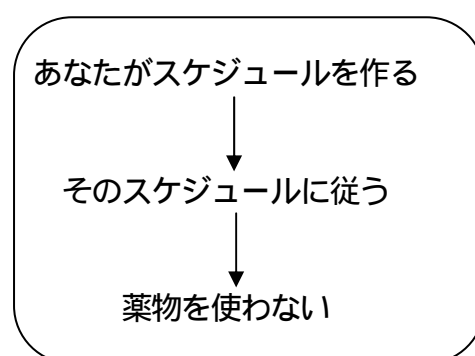 あなたがスケジュールを作る
そのスケジュールに従う
薬物を使わない